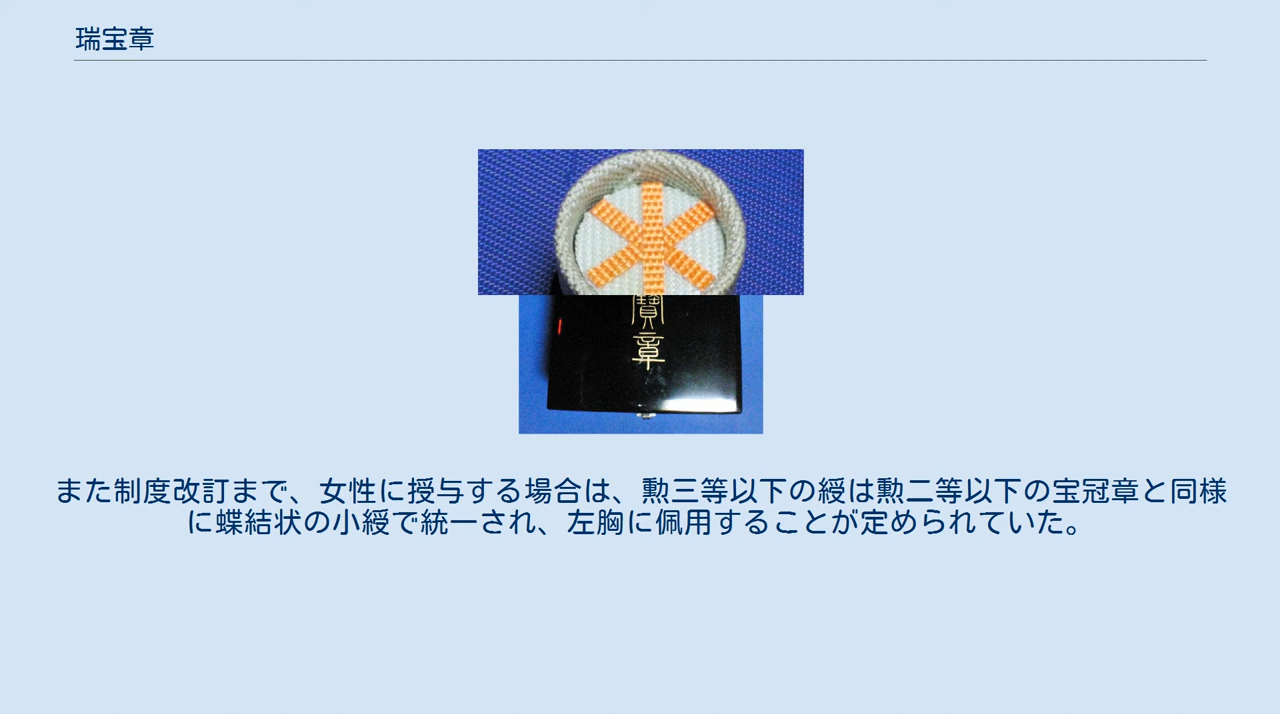 瑞宝章
寶
章
また制度改訂まで、女性に授与する場合は、勲三等以下の綬は勲二等以下の宝冠章と同様
に蝶結状の小綬で統一され、左胸に佩用することが定められていた。